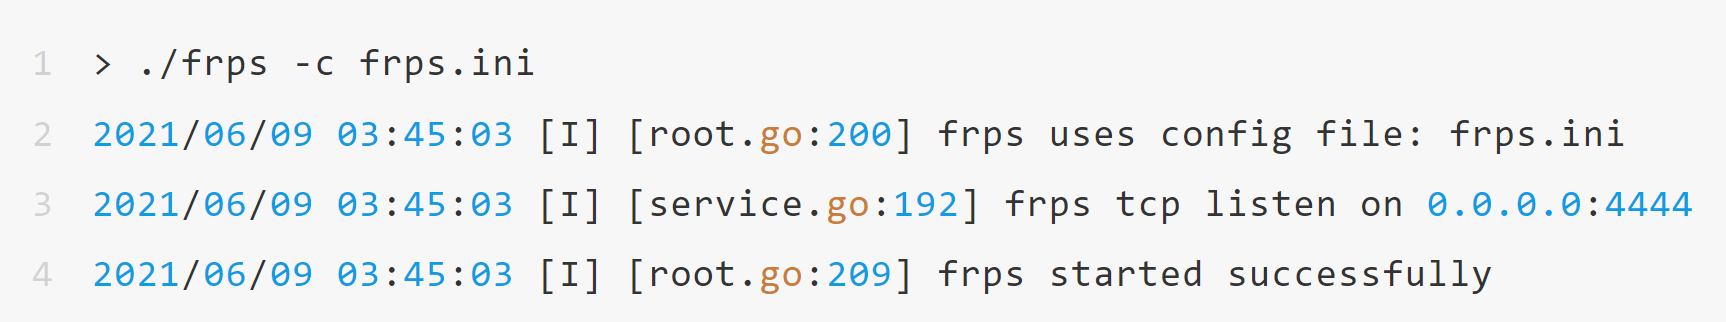 1 > ./frps -c frps.ini
2 2021/06/09 03:45:03 [I] [root.go:200] frps uses config file: frps.ini
3 2021/06/09 03:45:03 [I] [service.go:192] frps tcp listen on 0.0.0.0:4444
4 2021/06/09 03:45:03 [I] [root.go:209] frps started successfully